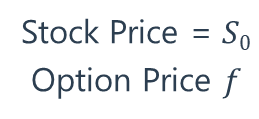 Stock Price = S₀
Option Price f